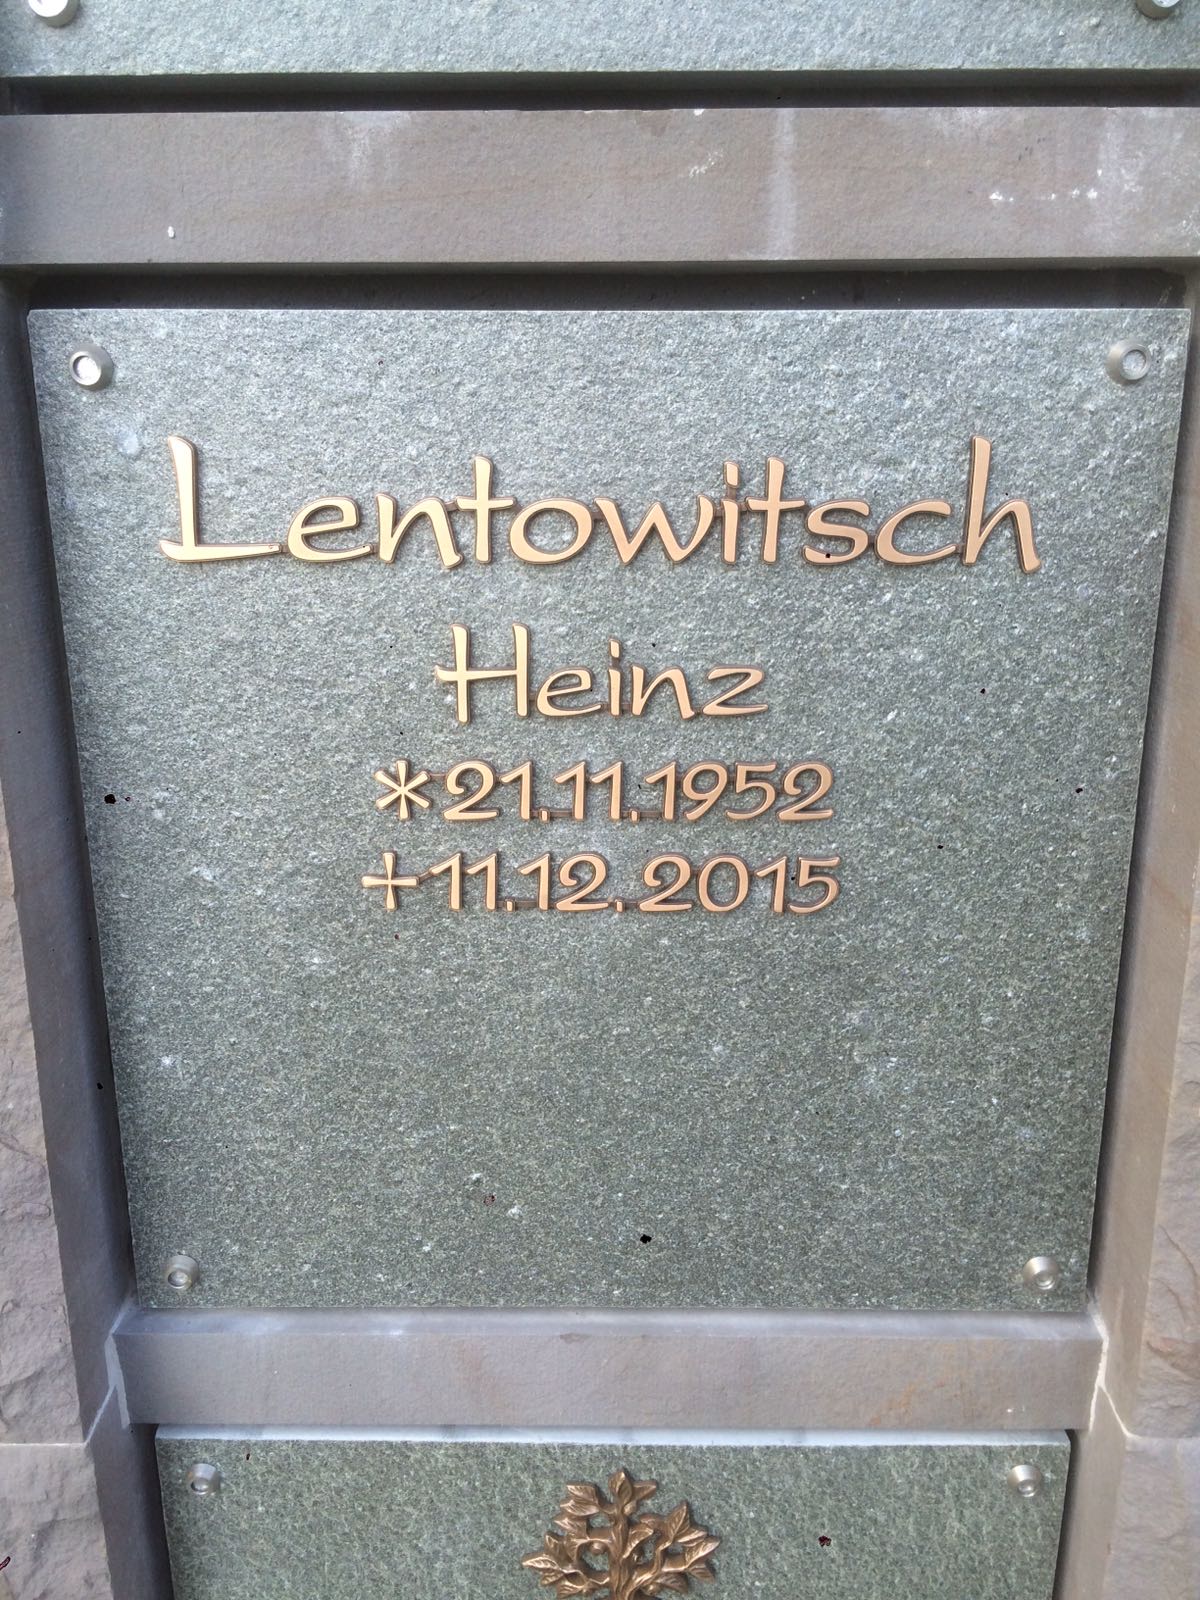 Lentowitsch
Heinz
*21.11.1952
+11.12.2015